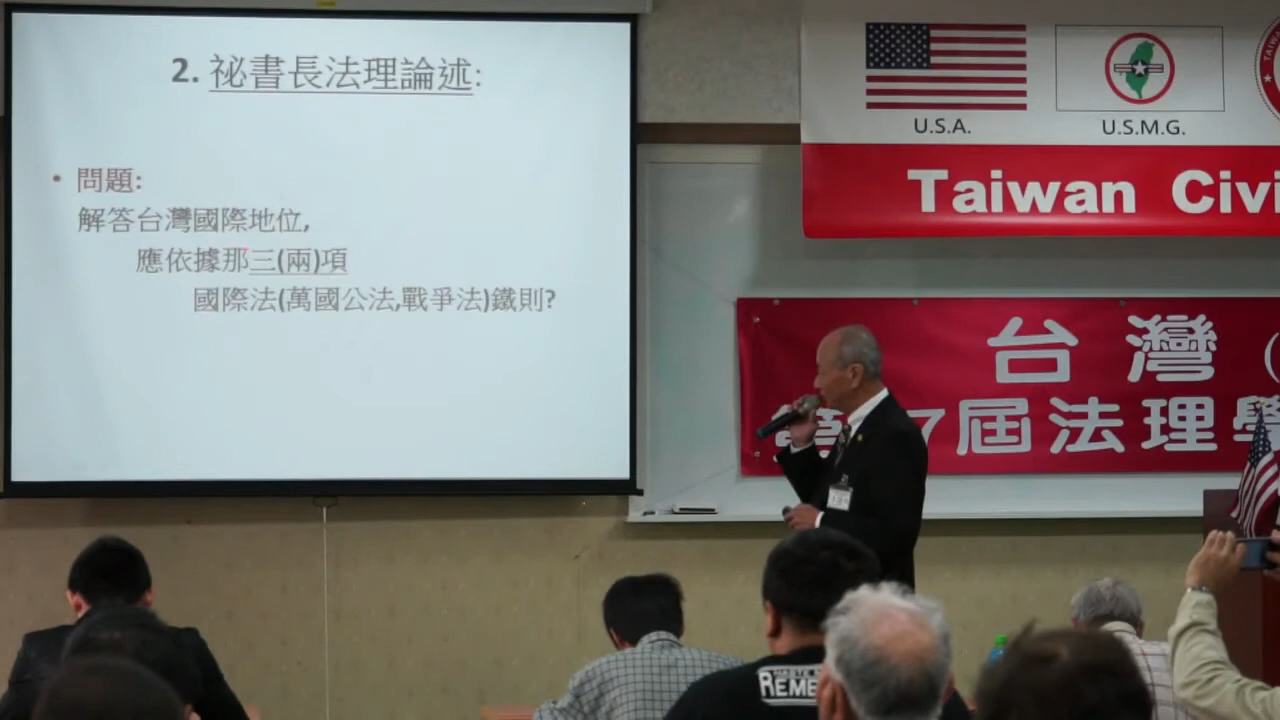 2. 祕書長法理論述:
• 問題:
解答台灣國際地位,
應依據那三(兩)項
國際法(萬國公法,戰爭法)鐵則?
U.S.A.
U.S.M.G.
Taiwan Civi
台灣(
7屆法理學
REME